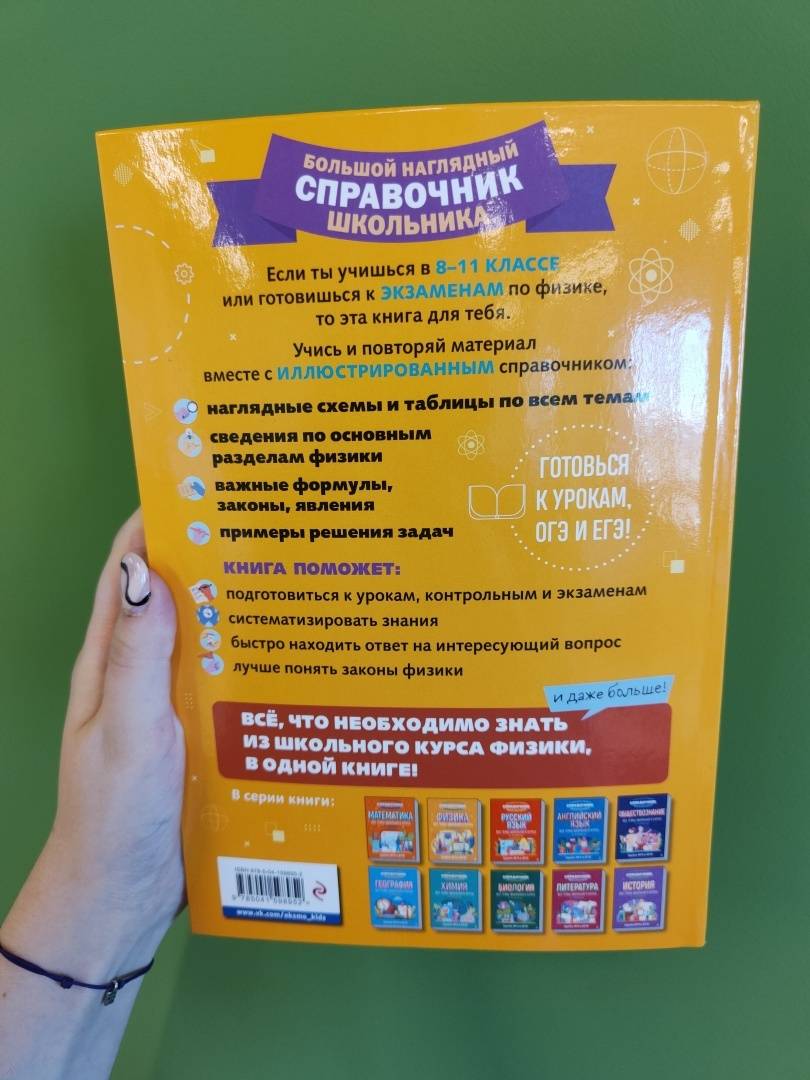 БОЛЬШОЙ НАГЛЯДНЫЙ
СПРАВОЧНИК
ШКОЛЬНИКА
Если ты учишься в 8–11 КЛАССЕ
или готовишься к ЭКЗАМЕНАМ по физике,
то эта книга для тебя.
Учись и повторяй материал
вместе с ИЛЛЮСТРИРОВАННЫМ справочником:
наглядные схемы и таблицы по всем темам
сведения по основным
разделам физики
важные формулы,
законы, явления
примеры решения задач
ГОТОВЬСЯ
К УРОКАМ,
ОГЭ И ЕГЭ!
КНИГА ПОМОЖЕТ:
подготовиться к урокам, контрольным и экзаменам
систематизировать знания
быстро находить ответ на интересующий вопрос
лучше понять законы физики
и даже больше!
ВСЁ, ЧТО НЕОБХОДИМО ЗНАТЬ
ИЗ ШКОЛЬНОГО КУРСА ФИЗИКИ,
В ОДНОЙ КНИГЕ!
В серии книги:
МАТЕМАТИКА
ФИЗИКА
РУССКИЙ
ЯЗЫК
АНГЛИЙСКИЙ
ЯЗЫК
ОБЩЕСТВОЗНАНИЕ
ГЕОГРАФИЯ
ХИМИЯ
БИОЛОГИЯ
ЛИТЕРАТУРА
ИСТОРИЯ
www.vk.com/eksmo_kids